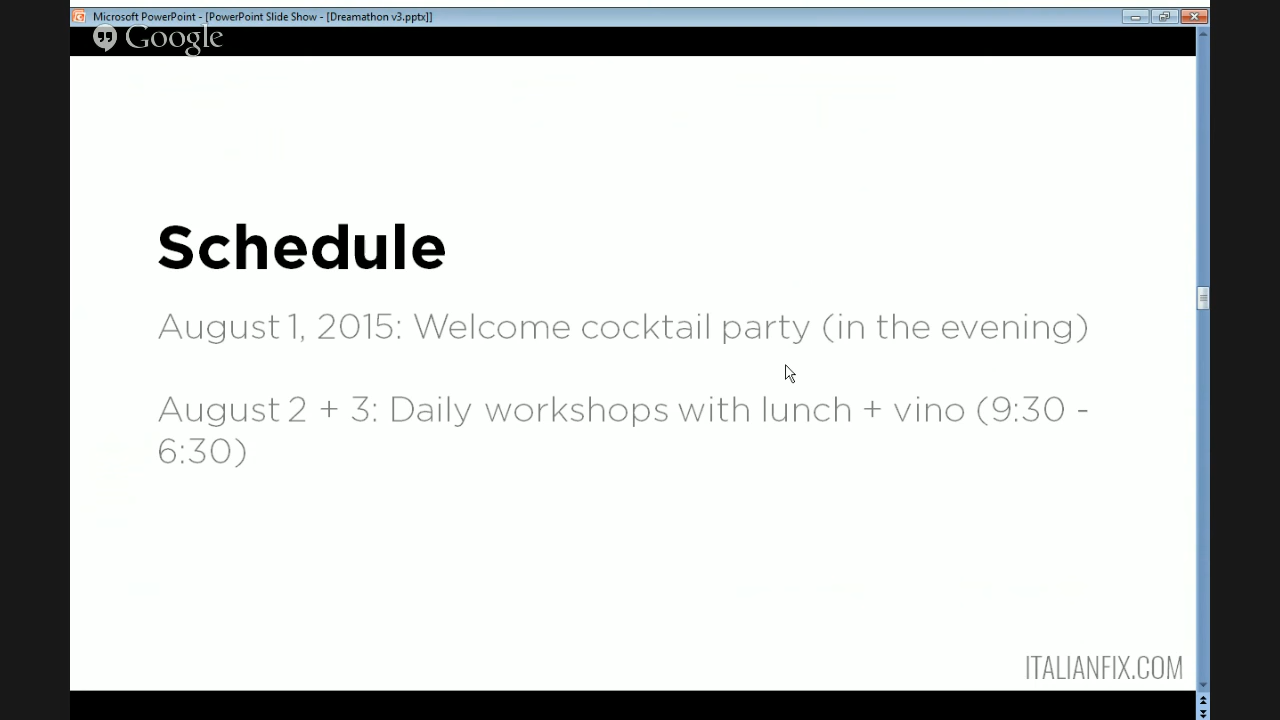 Microsoft PowerPoint - [PowerPoint Slide Show - [Dreamathon v3.pptx]]
Google
Schedule
August 1, 2015: Welcome cocktail party (in the evening)
August 2 + 3: Daily workshops with lunch + vino (9:30 -
6:30)
ITALIANFIX.COM